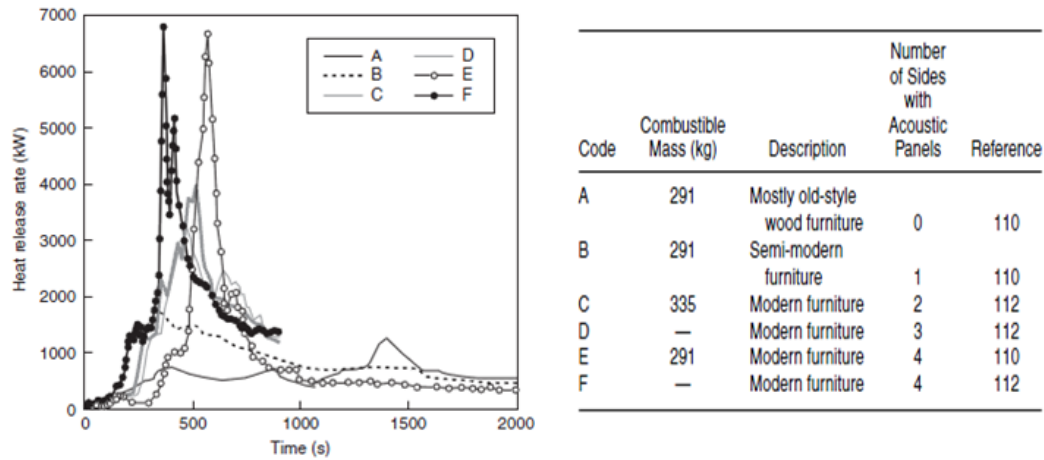 7000
6000
5000
4000
3000
2000
1000
0
Heat release rate (kW)
A
B
C
D
E
F
0
500
1000
1500
2000
Time (s)
Number
of Sides
with
Combustible Acoustic
Code Mass (kg) Description Panels Reference
A 291 Mostly old-style
wood furniture 0 110
B 291 Semi-modern
furniture 1 110
C 335 Modern furniture 2 112
D — Modern furniture 3 112
E 291 Modern furniture 4 110
F — Modern furniture 4 112